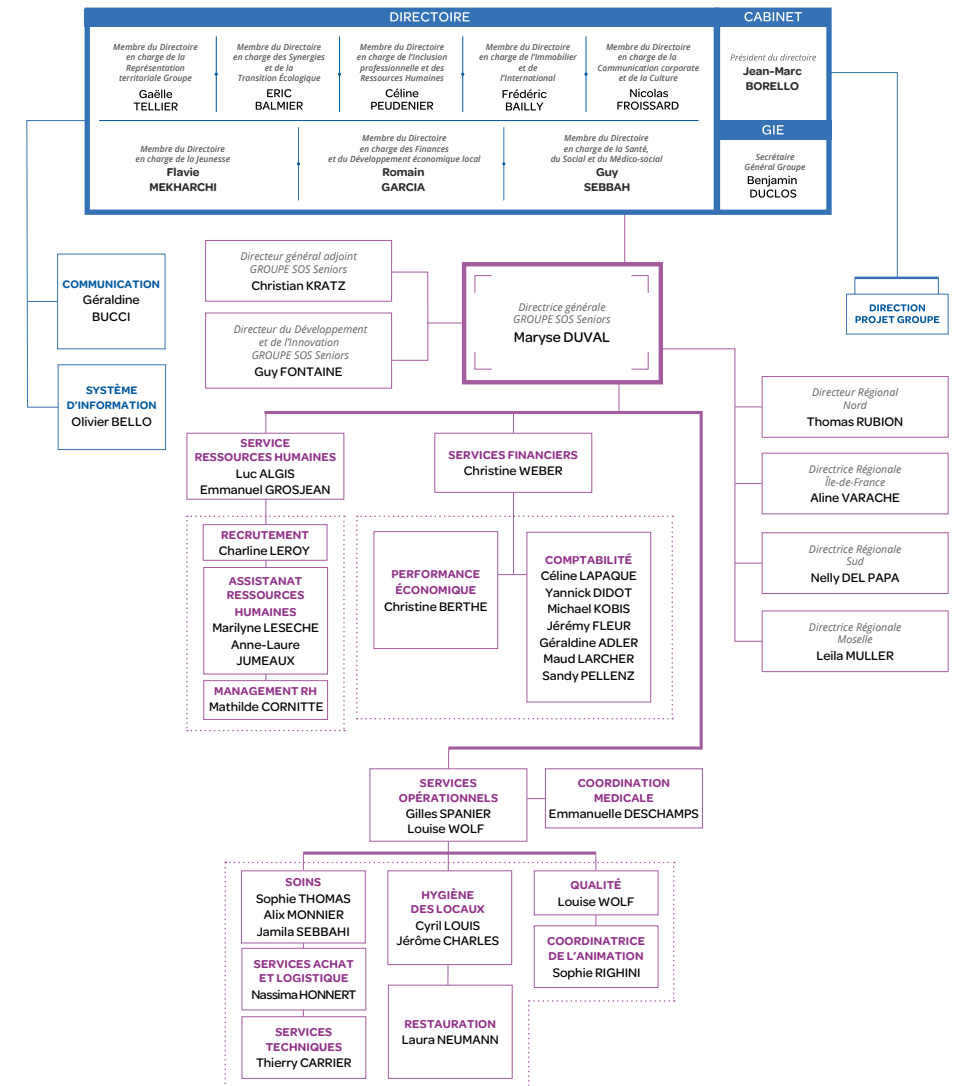 DIRECTOIRE
Membre du Directoire
en charge de la
Représentation
territoriale Groupe
Gaëlle
TELLIER
Membre du Directoire
en charge des Synergies
et de la
Transition Écologique
ERIC
BALMIER
Membre du Directoire
en charge de l'Inclusion
professionnelle et des
Ressources Humaines
Céline
PEUDENIER
Membre du Directoire
en charge de l'Immobilier
et de
l'International
Frédéric
BAILLY
Membre du Directoire
en charge de la
Communication corporate
et de la Culture
Nicolas
FROISSARD
Membre du Directoire
en charge de la Jeunesse
Flavie
MEKHARCHI
Membre du Directoire
en charge des Finances
et du Développement économique local
Romain
GARCIA
Membre du Directoire
en charge de la Santé,
du Social et du Médico-social
Guy
SEBBAH
CABINET
Président du directoire
Jean-Marc
BORELLO
GIE
Secrétaire
Général Groupe
Benjamin
DUCLOS
COMMUNICATION
Géraldine
BUCCI
SYSTÈME
D'INFORMATION
Olivier BELLO
Directeur général adjoint
GROUPE SOS Seniors
Christian KRATZ
Directeur du Développement
et de l'Innovation
GROUPE SOS Seniors
Guy FONTAINE
Directrice générale
GROUPE SOS Seniors
Maryse DUVAL
DIRECTION
PROJET GROUPE
Directeur Régional
Nord
Thomas RUBION
Directrice Régionale
Île-de-France
Aline VARACHE
Directrice Régionale
Sud
Nelly DEL PAPA
Directrice Régionale
Moselle
Leila MULLER
SERVICE
RESSOURCES HUMAINES
Luc ALGIS
Emmanuel GROSJEAN
RECRUTEMENT
Charline LEROY
ASSISTANAT
RESSOURCES
HUMAINES
Marilyne LESECHE
Anne-Laure
JUMEAUX
MANAGEMENT RH
Mathilde CORNITTE
SERVICES FINANCIERS
Christine WEBER
PERFORMANCE
ÉCONOMIQUE
Christine BERTHE
COMPTABILITÉ
Céline LAPAQUE
Yannick DIDOT
Michael KOBIS
Jérémy FLEUR
Géraldine ADLER
Maud LARCHER
Sandy PELLENZ
SERVICES
OPÉRATIONNELS
Gilles SPANIER
Louise WOLF
COORDINATION
MEDICALE
Emmanuelle DESCHAMPS
SOINS
Sophie THOMAS
Alix MONNIER
Jamila SEBBAHI
SERVICES ACHAT
ET LOGISTIQUE
Nassima HONNERT
SERVICES
TECHNIQUES
Thierry CARRIER
HYGIÈNE
DES LOCAUX
Cyril LOUIS
Jérôme CHARLES
RESTAURATION
Laura NEUMANN
QUALITÉ
Louise WOLF
COORDINATRICE
DE L'ANIMATION
Sophie RIGHINI